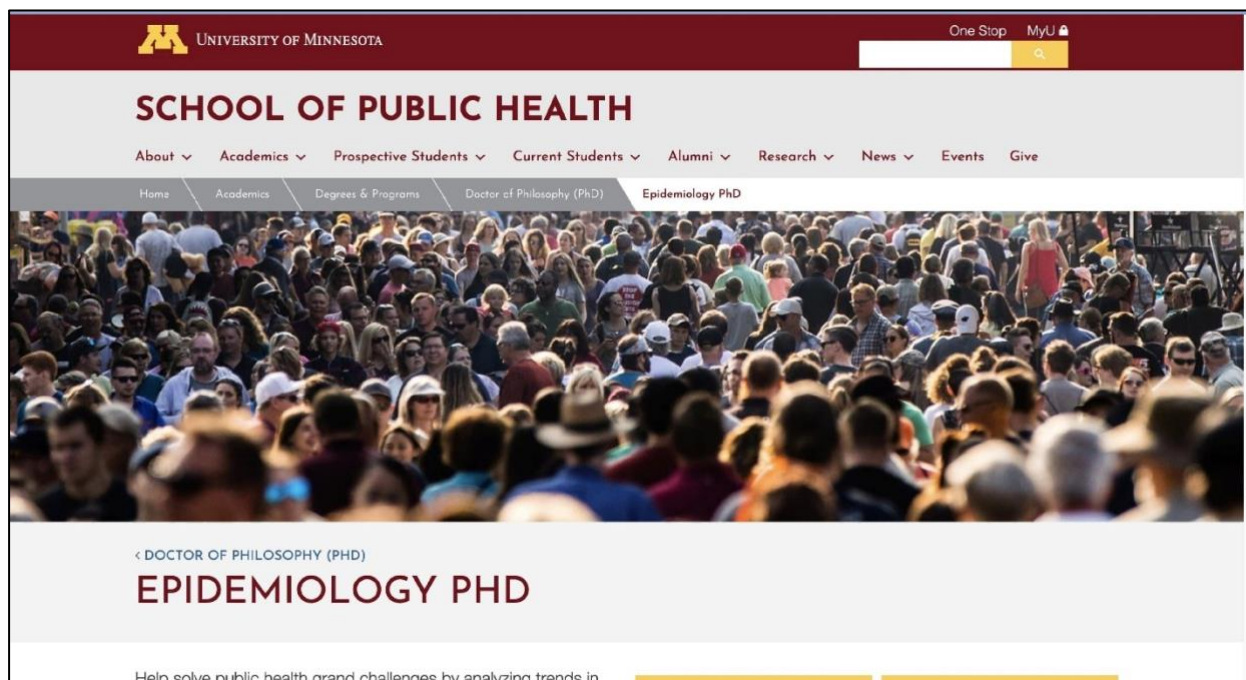 UNIVERSITY OF MINNESOTA
One Stop MyU
SCHOOL OF PUBLIC HEALTH
About Academics Prospective Students Current Students Alumni Research News Events Give
Home Academics Degrees & Programs Doctor of Philosophy (PhD) Epidemiology PhD
‹ DOCTOR OF PHILOSOPHY (PHD)
EPIDEMIOLOGY PHD
Help solve public health grand challenges by analyzing trends in